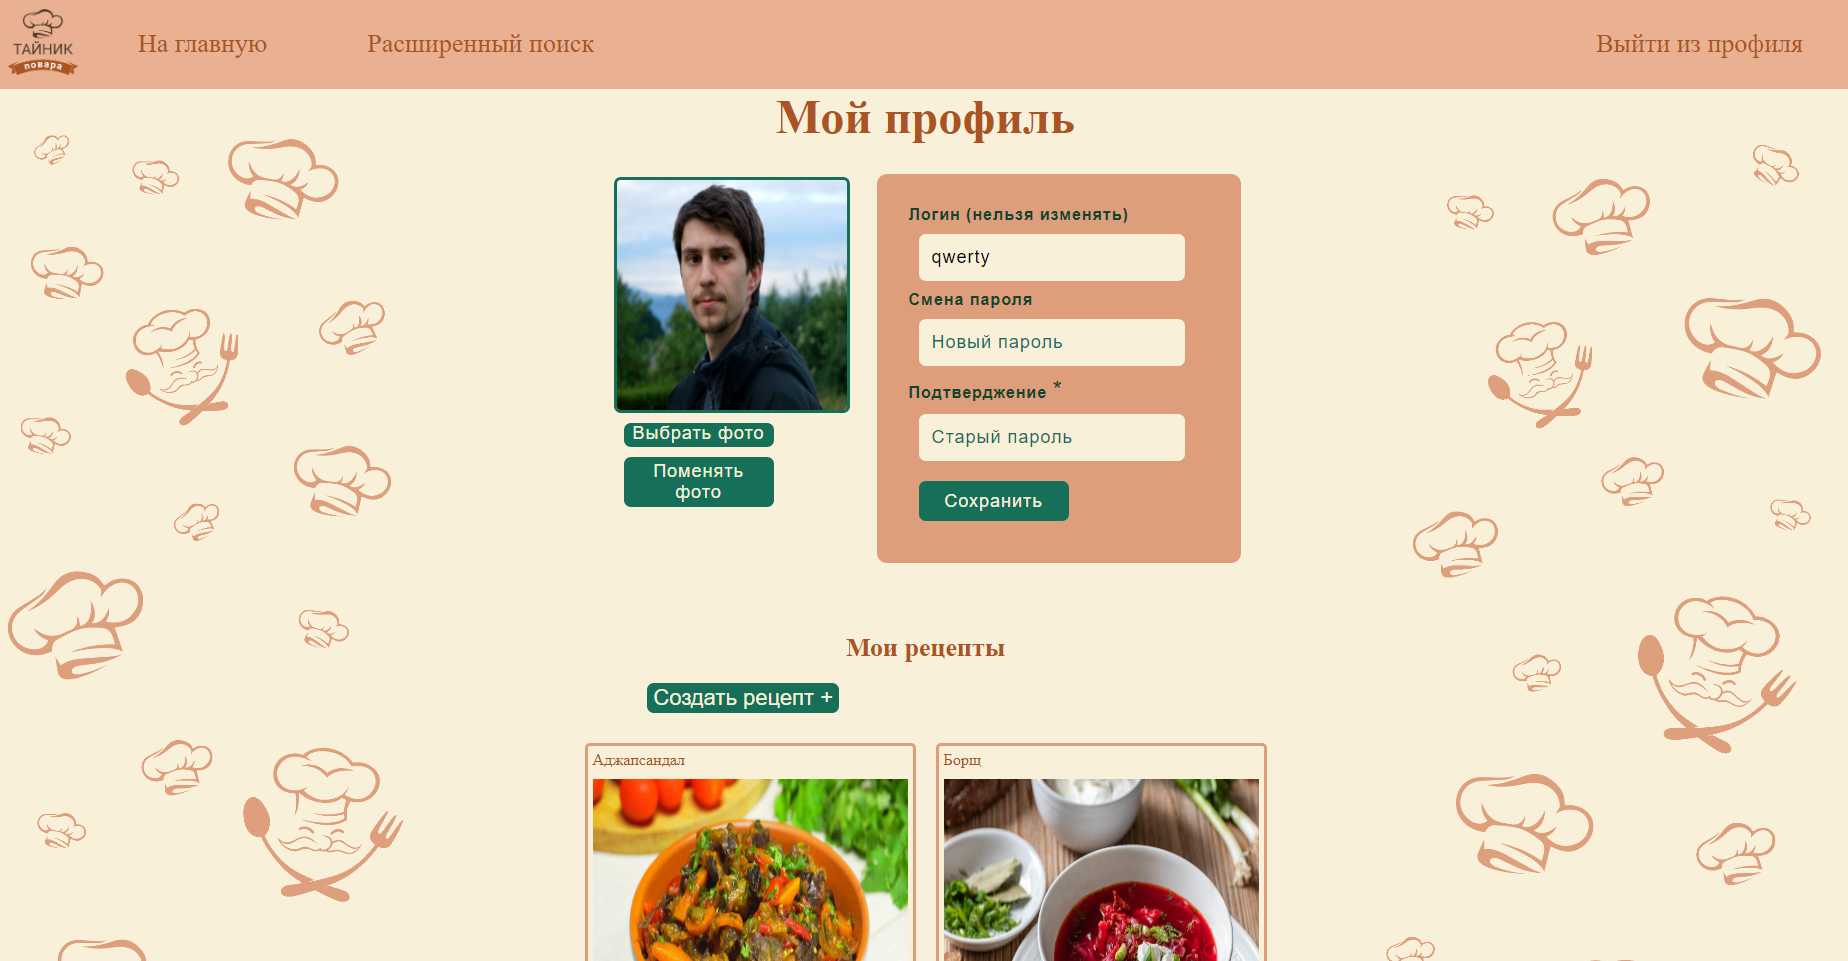 ТАЙНИК
повара
На главную
Расширенный поиск
Выйти из профиля
Мой профиль
Логин (нельзя изменять)
qwerty
Смена пароля
Новый пароль
Подтверджение *
Старый пароль
Сохранить
Выбрать фото
Поменять
фото
Мои рецепты
Создать рецепт +
Аджапсандал
Борщ